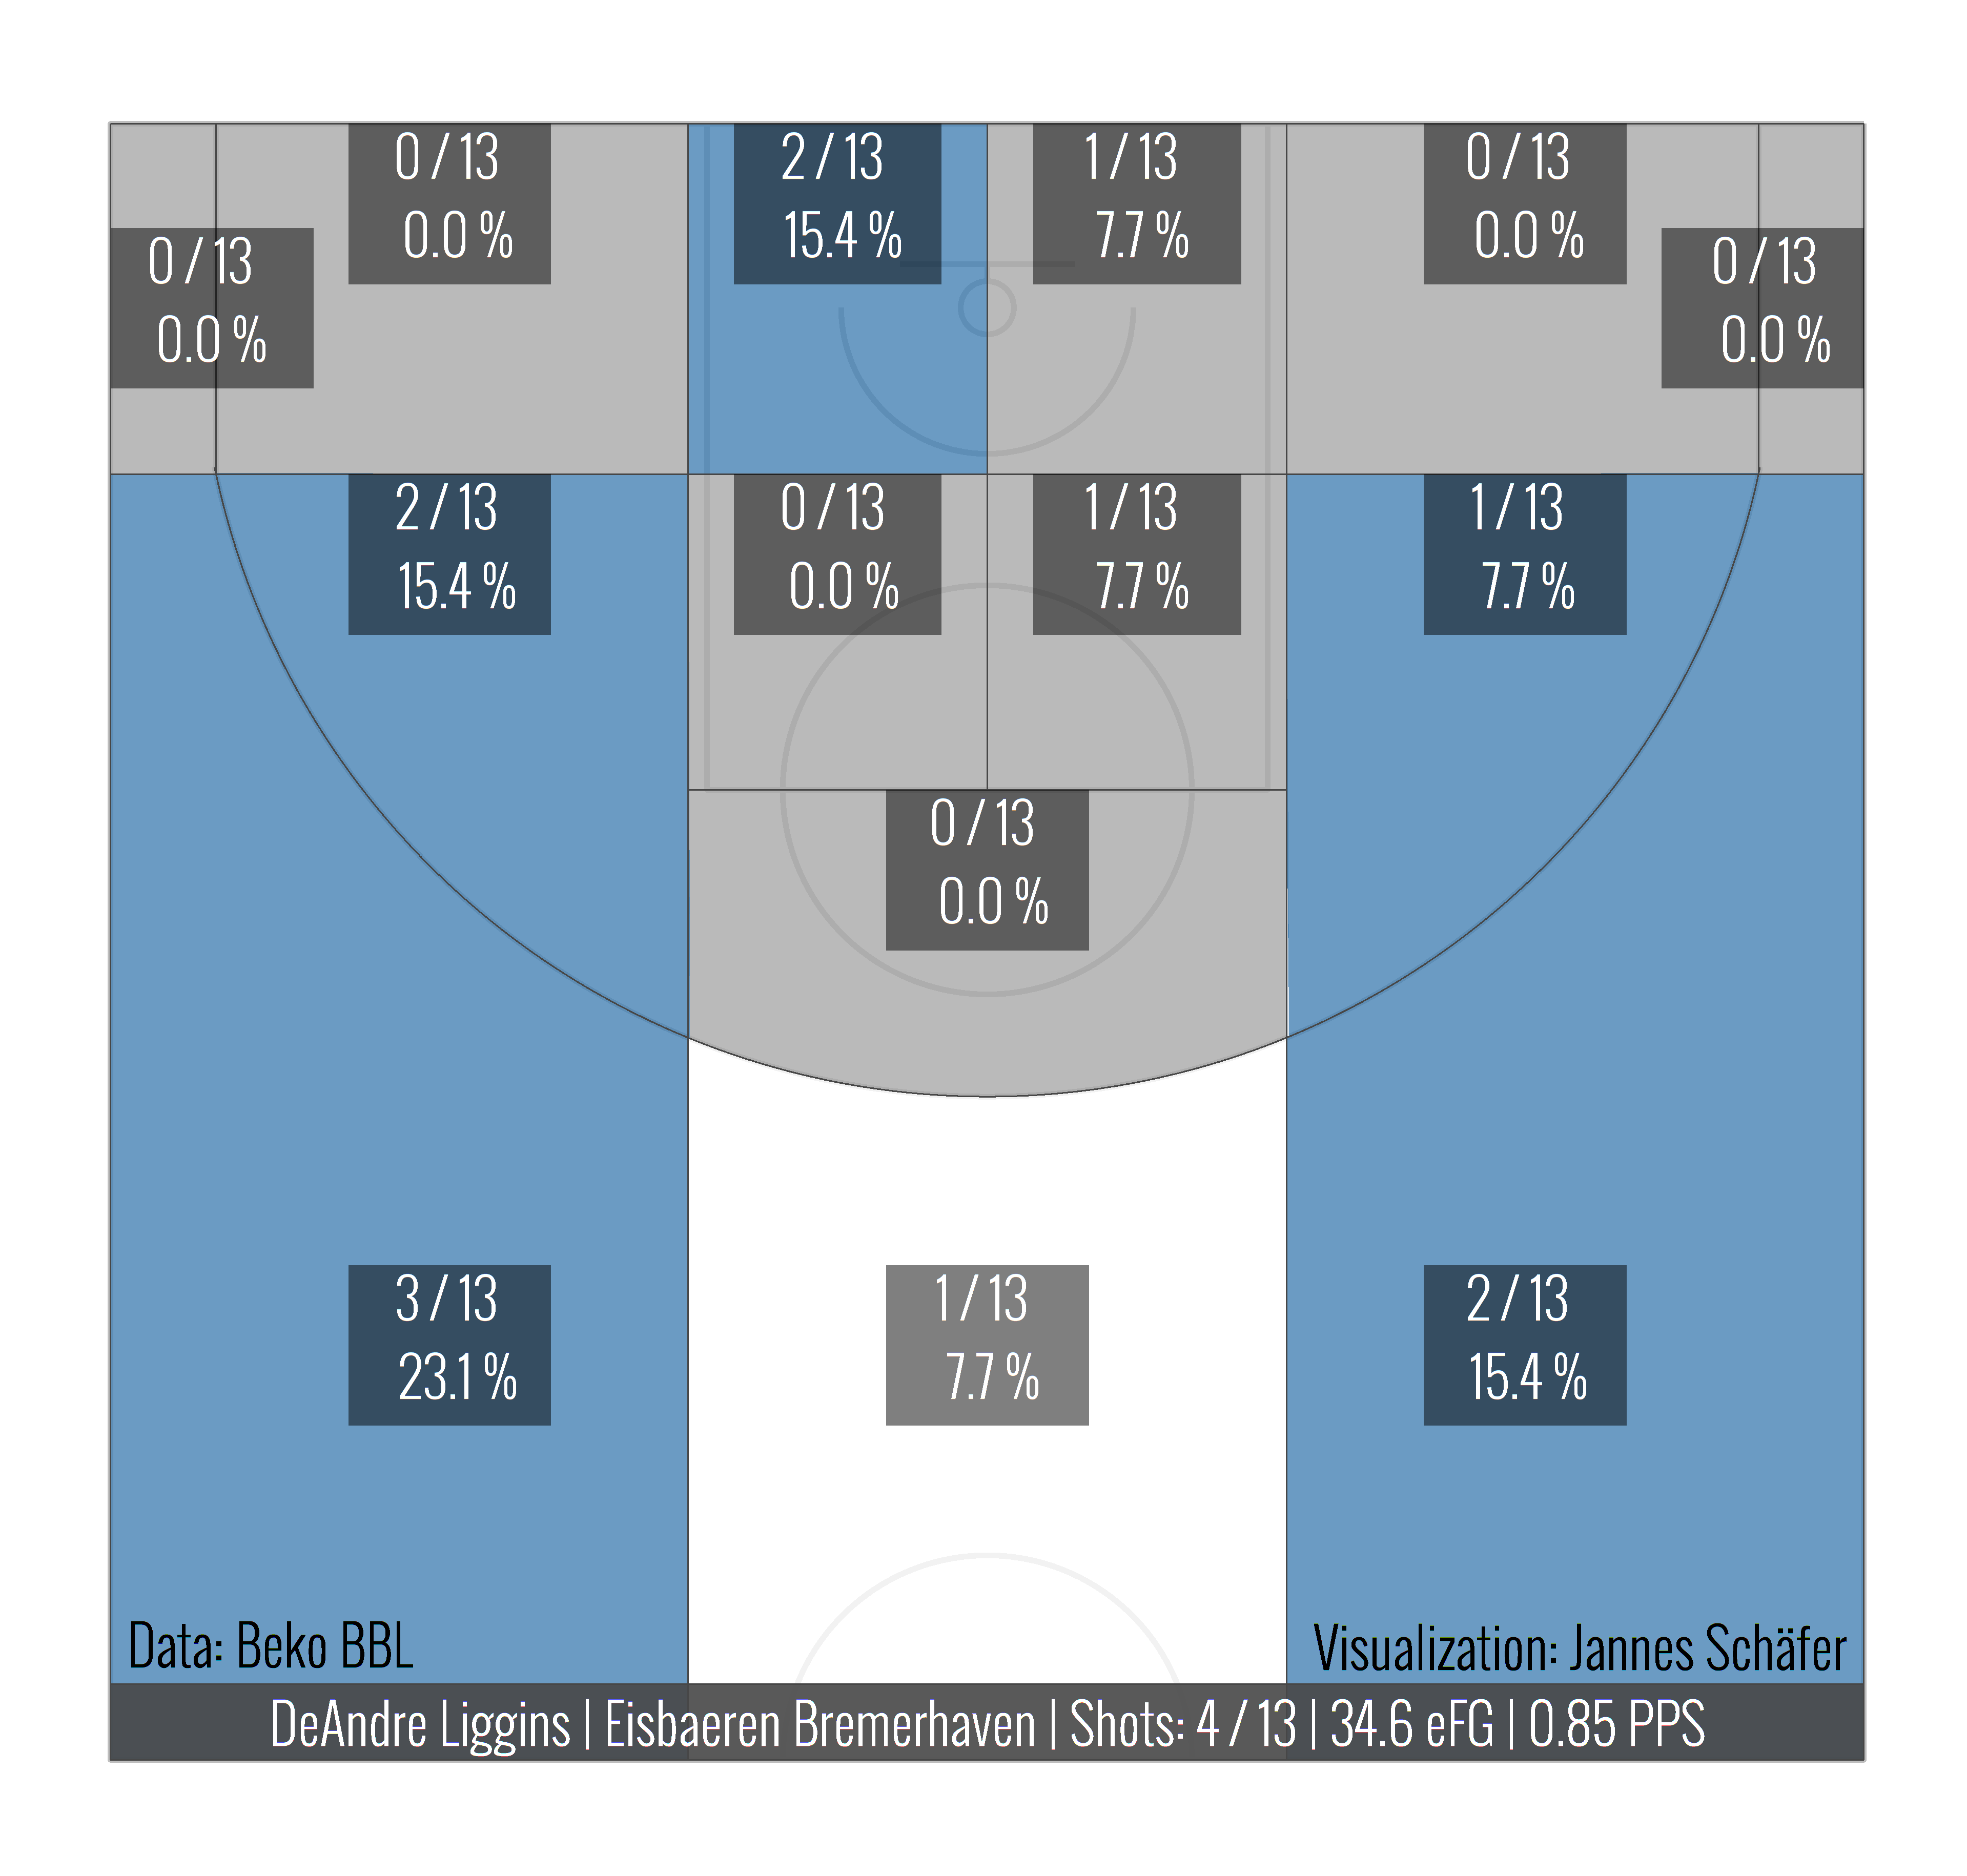 0 / 13
0.0 %
2 / 13
15.4 %
1 / 13
7.7 %
0 / 13
0.0 %
0 / 13
0.0 %
0 / 13
0.0 %
2 / 13
15.4 %
0 / 13
0.0 %
1 / 13
7.7 %
1 / 13
7.7 %
0 / 13
0.0 %
3 / 13
23.1 %
1 / 13
7.7 %
2 / 13
15.4 %
Data: Beko BBL
Visualization: Jannes Schäfer
DeAndre Liggins | Eisbaeren Bremerhaven | Shots: 4 / 13 | 34.6 eFG | 0.85 PPS